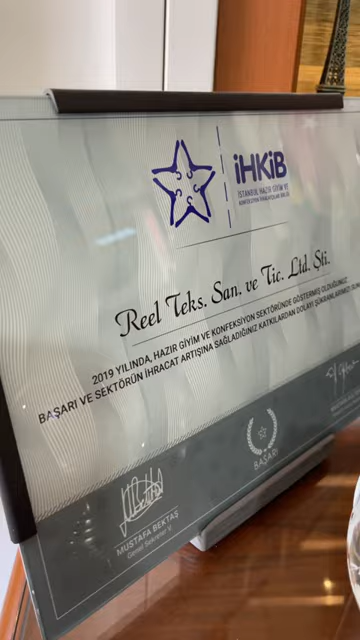 iHKiB
İSTANBUL HAZIR GİYİM VE
KONFEKSİYON İHRACATÇILARI BİRLİĞİ
Reel Teks. San. ve Tic. Ltd. Şti.
2019 YILINDA, HAZIR GİYİM VE KONFEKSİYON SEKTÖRÜNDE GÖSTERMİŞ OLDUĞUNUZ
BAŞARI VE SEKTÖRÜN İHRACAT ARTIŞINA SAĞLADIĞINIZ KATKILARDAN DOLAYI ŞÜKRANLARIMIZI
BAŞARI
MUSTAFA BEKTAŞ
Genel Sekreter V.